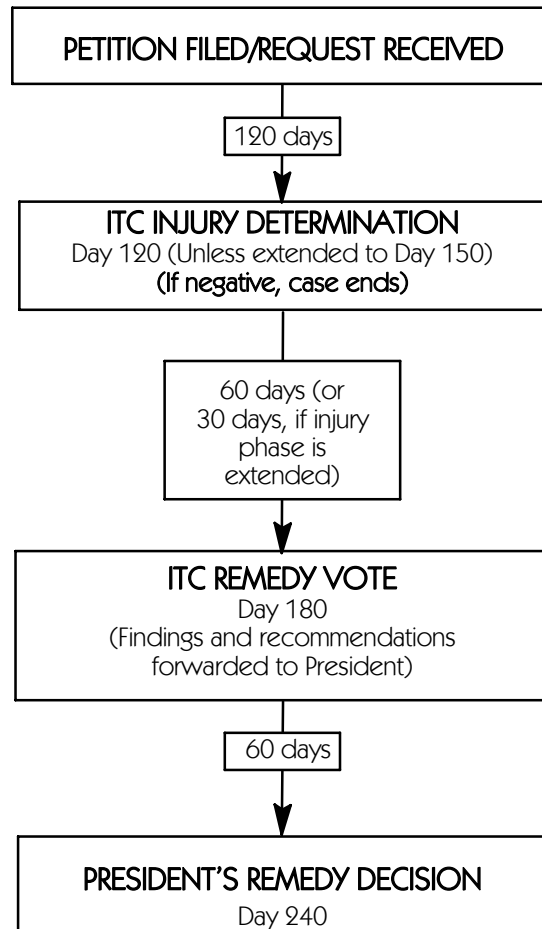 PETITION FILED/REQUEST RECEIVED
120 days
ITC INJURY DETERMINATION
Day 120 (Unless extended to Day 150)
(If negative, case ends)
60 days (or
30 days, if injury
phase is
extended)
ITC REMEDY VOTE
Day 180
(Findings and recommendations
forwarded to President)
60 days
PRESIDENT'S REMEDY DECISION
Day 240